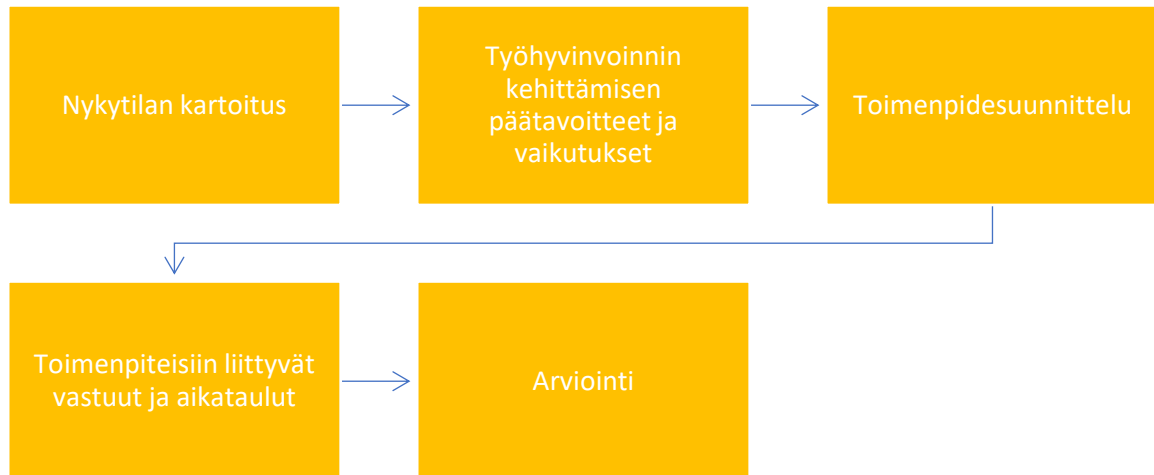 Nykytilan kartoitus
Työhyvinvoinnin
kehittämisen
päätavoitteet ja
vaikutukset
Toimenpidesuunnittelu
Toimenpiteisiin liittyvät
vastuut ja aikataulut
Arviointi